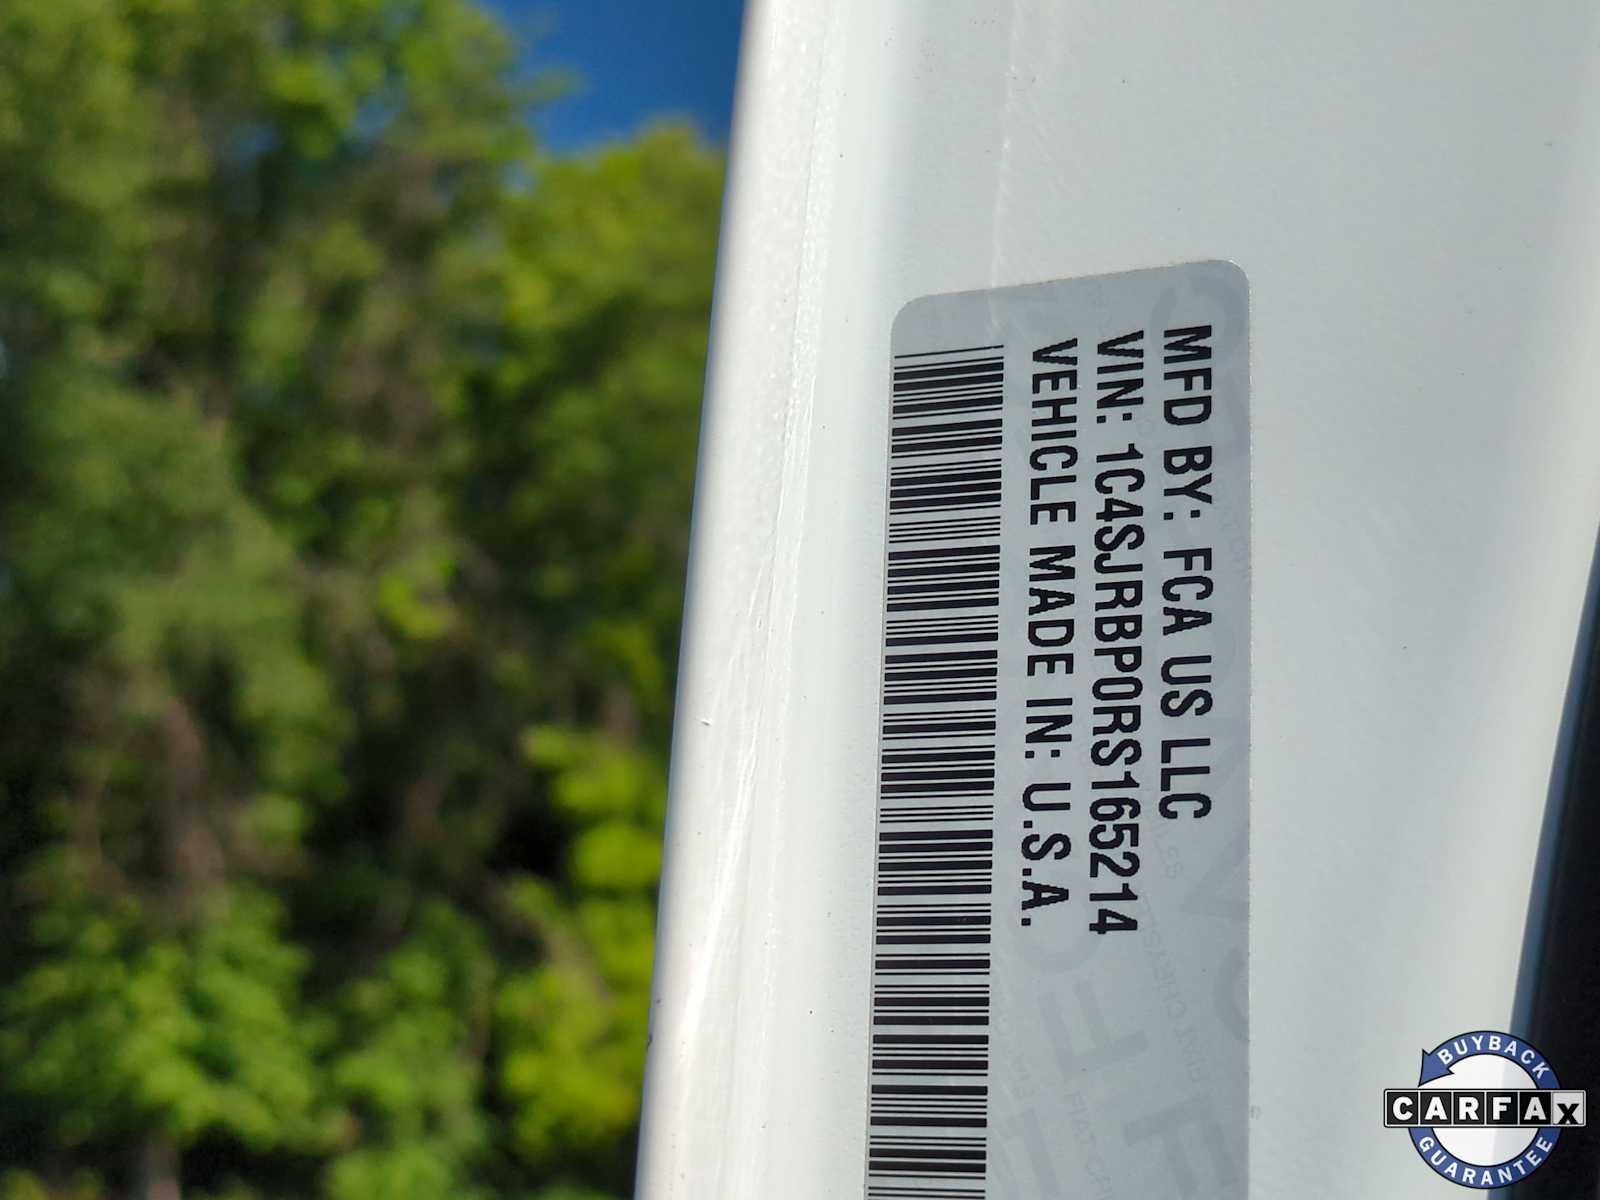 MFD BY: FCA US LLC
VIN: 1C4SJRBP0RS165214
VEHICLE MADE IN: U.S.A.
BUYBACK
CARFAX
GUARANTEE